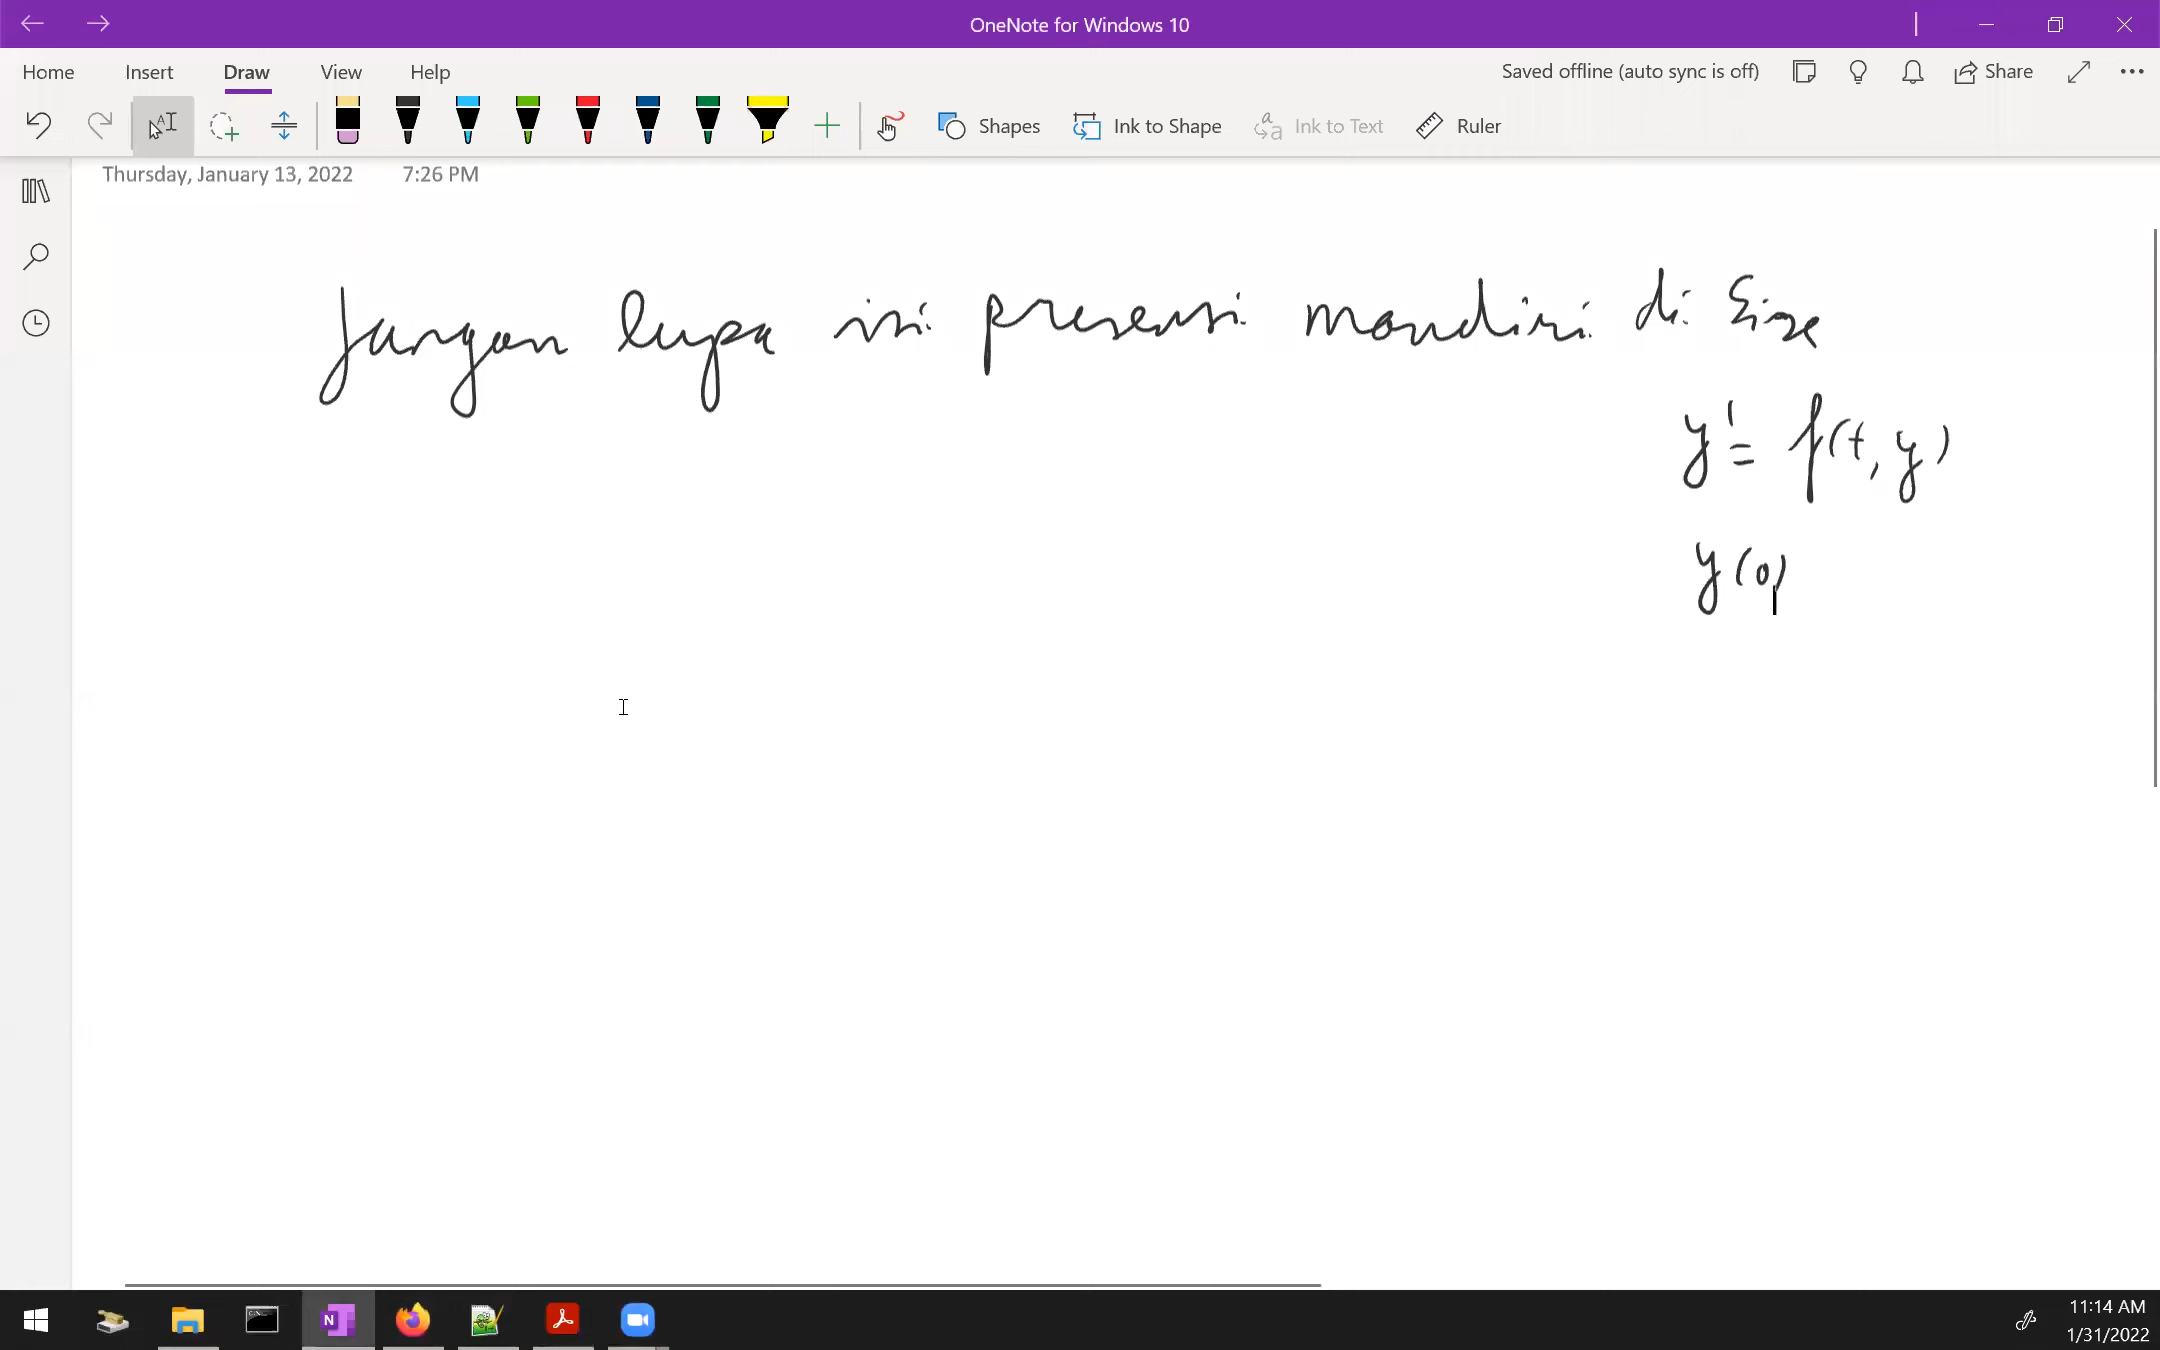 OneNote for Windows 10
Home Insert Draw View Help Saved offline (auto sync is off) Share
Shapes Ink to Shape Ink to Text Ruler
Thursday, January 13, 2022 7:26 PM
Jangan lupa isi presensi mandiri di
y' = f(t, y)
y(0)
11:14 AM
1/31/2022